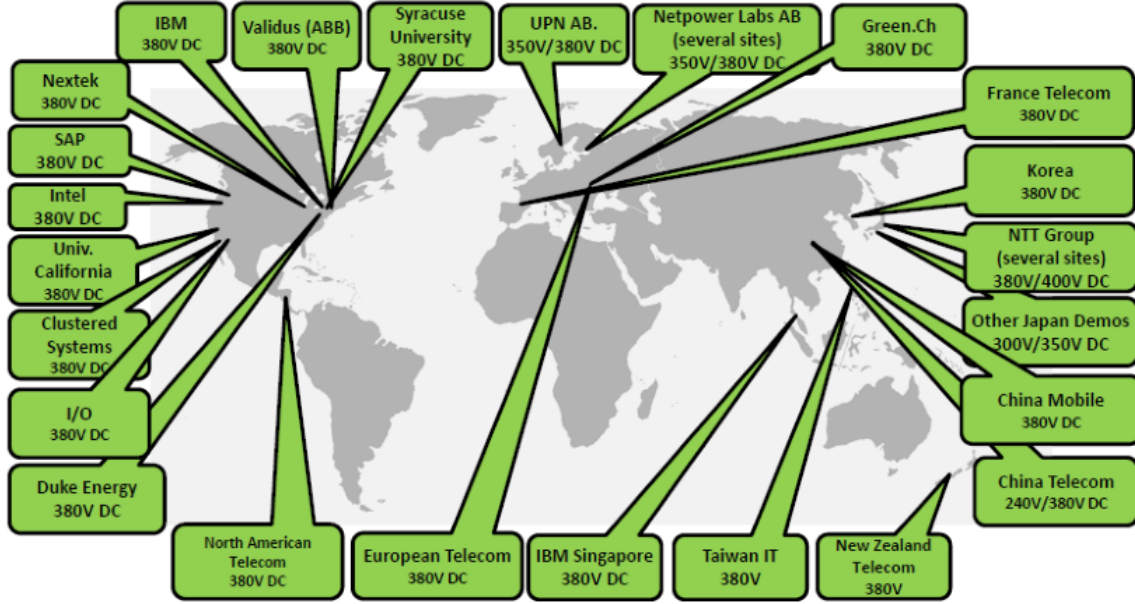 IBM
380V DC
Validus (ABB)
380V DC
Syracuse
University
380V DC
UPN AB.
350V/380V DC
Netpower Labs AB
(several sites)
350V/380V DC
Green.Ch
380V DC
Nextek
380V DC
SAP
380V DC
Intel
380V DC
Univ.
California
380V DC
Clustered
Systems
380V DC
I/O
380V DC
Duke Energy
380V DC
North American
Telecom
380V DC
European Telecom
380V DC
IBM Singapore
380V DC
Taiwan IT
380V
New Zealand
Telecom
380V
France Telecom
380V DC
Korea
380V DC
NTT Group
(several sites)
380V/400V DC
Other Japan Demos
300V/350V DC
China Mobile
380V DC
China Telecom
240V/380V DC